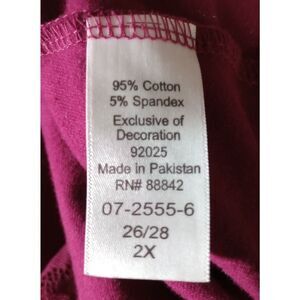 95% Cotton
5% Spandex
Exclusive of
Decoration
92025
Made in Pakistan
RN# 88842
07-2555-6
26/28
2X